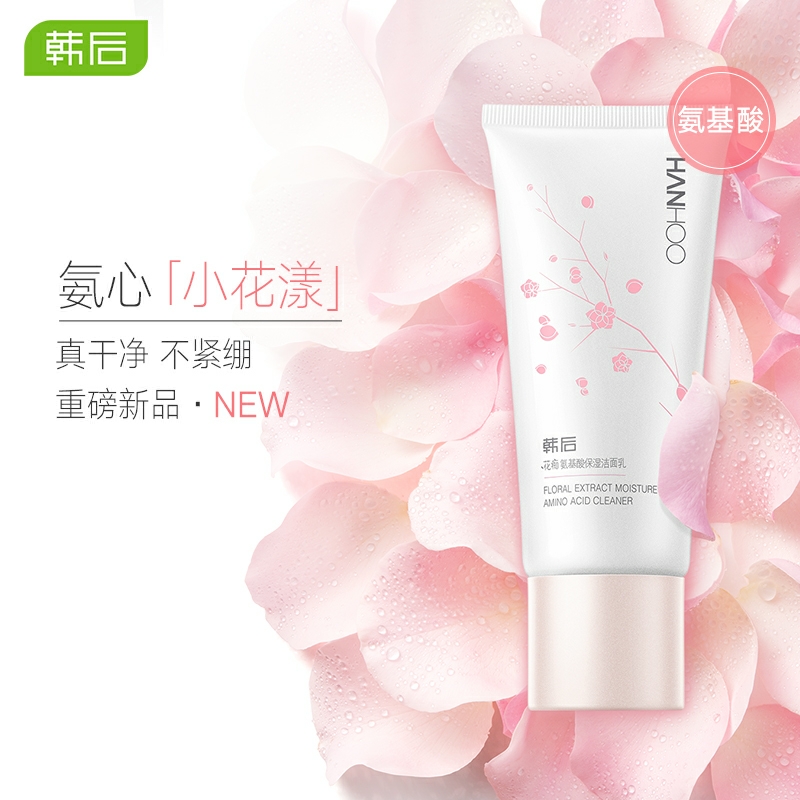 韩后
氨基酸
HANHOO
氨心「小花漾」
真干净 不紧绷
重磅新品·NEW
韩后
氨基酸保湿洁面乳
FLORAL EXTRACT MOISTURE
AMINO ACID CLEANER